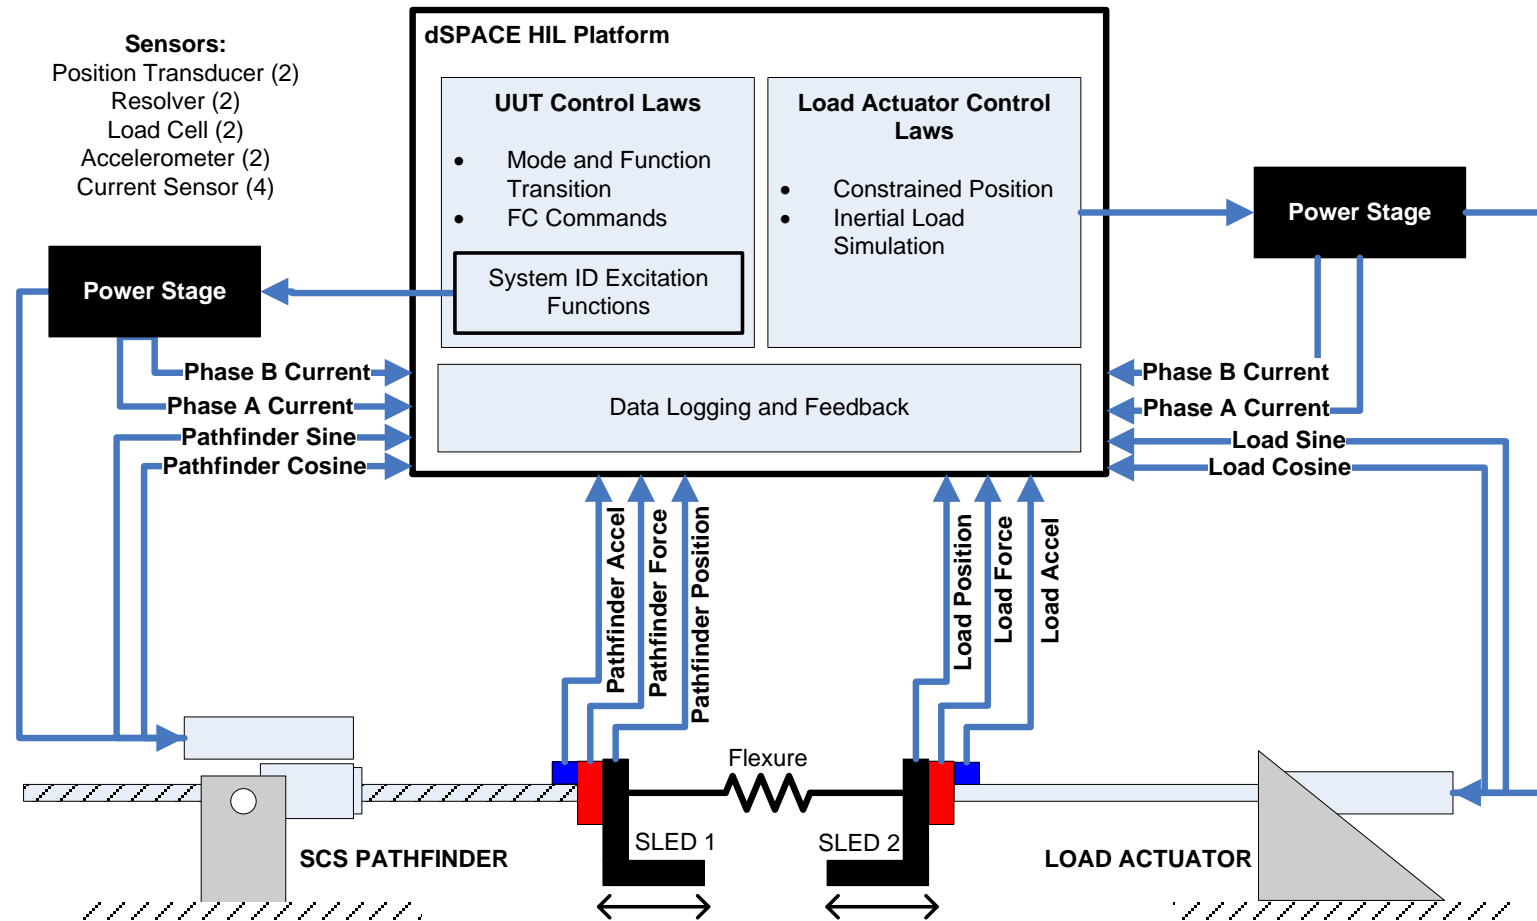 Sensors:
Position Transducer (2)
Resolver (2)
Load Cell (2)
Accelerometer (2)
Current Sensor (4)
dSPACE HIL Platform
UUT Control Laws
• Mode and Function
Transition
• FC Commands
System ID Excitation
Functions
Load Actuator Control
Laws
• Constrained Position
• Inertial Load
Simulation
Power Stage
Power Stage
Phase B Current
Phase A Current
Pathfinder Sine
Pathfinder Cosine
Data Logging and Feedback
Phase B Current
Phase A Current
Load Sine
Load Cosine
Pathfinder Accel
Pathfinder Force
Pathfinder Position
Load Position
Load Force
Load Accel
Flexure
SLED 1
SLED 2
SCS PATHFINDER
LOAD ACTUATOR